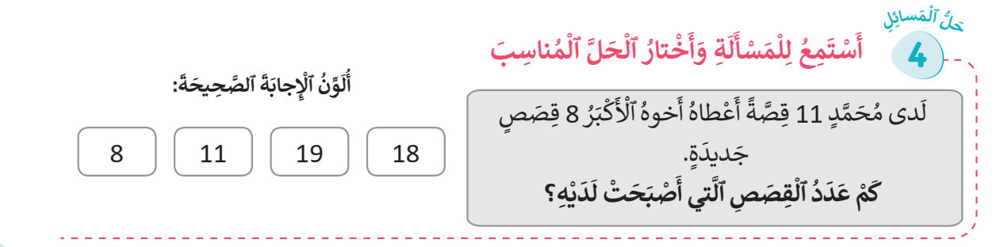 حَلُّ ٱلْمَسائِلِ
4
أَسْتَمِعُ لِلْمَسْأَلَةِ وَأَخْتارُ ٱلْحَلَّ ٱلْمُناسِبَ
لَدى مُحَمَّدٍ 11 قِصَّةً أَعْطاهُ أَخوهُ ٱلْأَكْبَرُ 8 قِصَصٍ
جَديدَةٍ.
كَمْ عَدَدُ ٱلْقِصَصِ ٱلَّتي أَصْبَحَتْ لَدَيْهِ؟
أُلَوِّنُ ٱلْإِجابَةَ ٱلصَّحِيحَةَ:
18 19 11 8